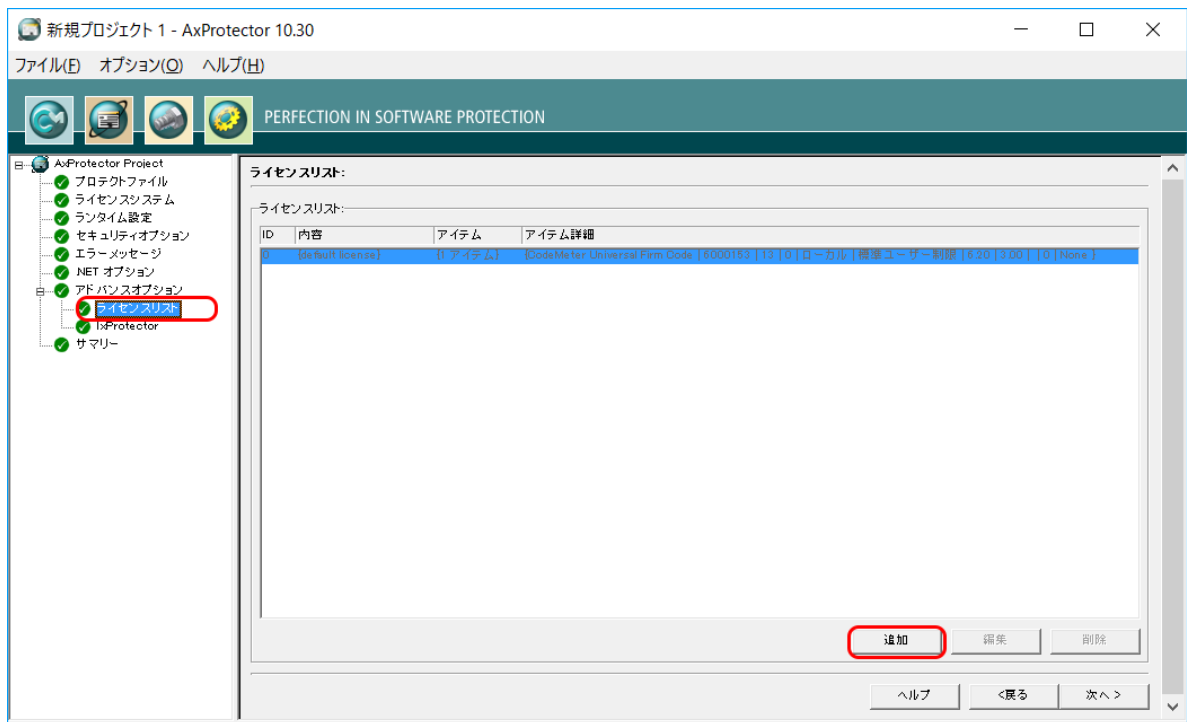 新規プロジェクト 1 - AxProtector 10.30
ファイル(F) オプション(O) ヘルプ(H)
PERFECTION IN SOFTWARE PROTECTION
AxProtector Project
プロテクトファイル
ライセンスシステム
ランタイム設定
セキュリティオプション
エラーメッセージ
NET オプション
アドバンスオプション
ライセンスリスト
IxProtector
サマリー
ライセンスリスト:
ライセンスリスト:
ID 内容 アイテム アイテム詳細
0 {default license} {1 アイテム} {CodeMeter Universal Firm Code | 6000153 | 13 | 0 | ローカル | 標準ユーザー制限 | 6.20 | 3.00 | | 0 | None }
追加 編集 削除
ヘルプ <戻る 次へ >